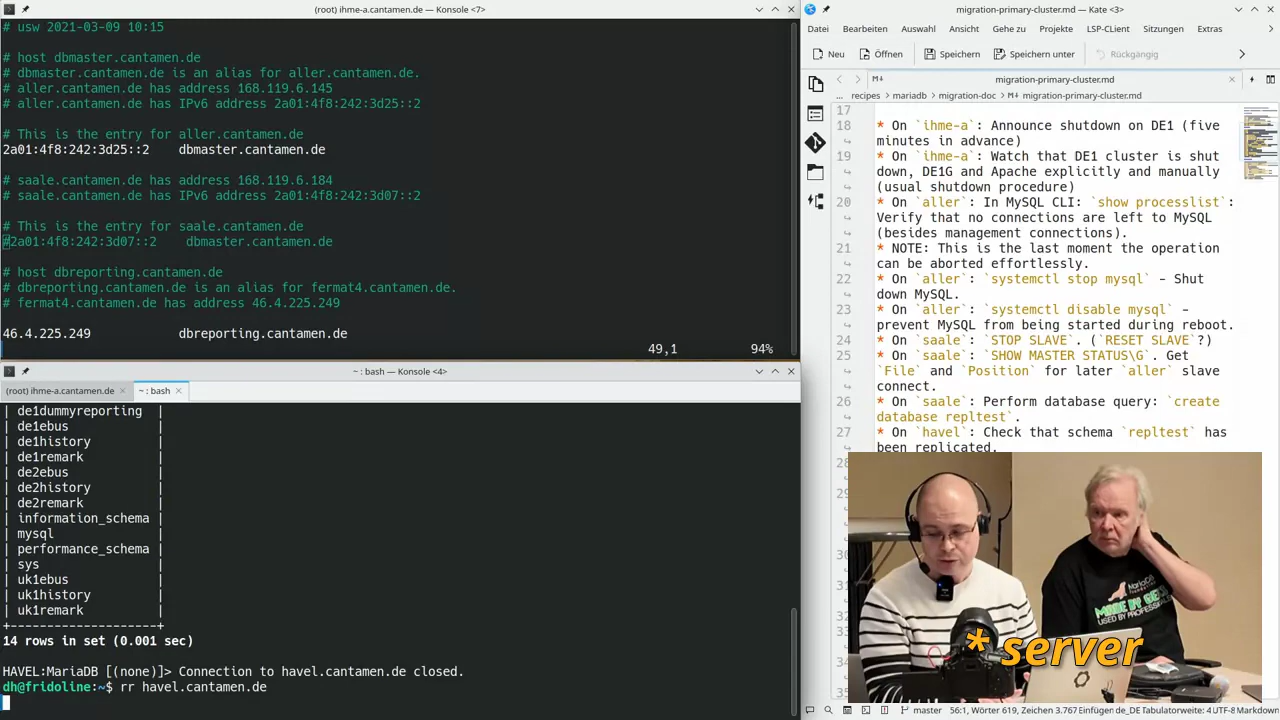 (root) ihme-a.cantamen.de — Konsole <7>
# usw 2021-03-09 10:15
# host dbmaster.cantamen.de
# dbmaster.cantamen.de is an alias for aller.cantamen.de.
# aller.cantamen.de has address 168.119.6.145
# aller.cantamen.de has IPv6 address 2a01:4f8:242:3d25::2
# This is the entry for aller.cantamen.de
2a01:4f8:242:3d25::2    dbmaster.cantamen.de
# saale.cantamen.de has address 168.119.6.184
# saale.cantamen.de has IPv6 address 2a01:4f8:242:3d07::2
# This is the entry for saale.cantamen.de
#2a01:4f8:242:3d07::2    dbmaster.cantamen.de
# host dbreporting.cantamen.de
# dbreporting.cantamen.de is an alias for fermat4.cantamen.de.
# fermat4.cantamen.de has address 46.4.225.249
46.4.225.249            dbreporting.cantamen.de
49,1          94%
~ : bash — Konsole <4>
(root) ihme-a.cantamen.de
~ : bash
| de1dummyreporting  |
| de1ebus            |
| de1history         |
| de1remark          |
| de2ebus            |
| de2history         |
| de2remark          |
| information_schema |
| mysql              |
| performance_schema |
| sys                |
| uk1ebus            |
| uk1history         |
| uk1remark          |
+--------------------+
14 rows in set (0.001 sec)
HAVEL:MariaDB [(none)]> Connection to havel.cantamen.de closed.
dh@fridoline:~$ rr havel.cantamen.de
migration-primary-cluster.md — Kate <3>
Datei Bearbeiten Auswahl Ansicht Gehe zu Projekte LSP-Client Sitzungen Extras
Neu Öffnen Speichern Speichern unter Rückgängig
migration-primary-cluster.md
... recipes > mariadb > migration-doc > migration-primary-cluster.md
17
18 * On `ihme-a`: Announce shutdown on DE1 (five
minutes in advance)
19 * On `ihme-a`: Watch that DE1 cluster is shut
down, DE1G and Apache explicitly and manually
(usual shutdown procedure)
20 * On `aller`: In MySQL CLI: `show processlist`:
Verify that no connections are left to MySQL
(besides management connections).
21 * NOTE: This is the last moment the operation
can be aborted effortlessly.
22 * On `aller`: `systemctl stop mysql` - Shut
down MySQL.
23 * On `aller`: `systemctl disable mysql` -
prevent MySQL from being started during reboot.
24 * On `saale`: `STOP SLAVE`. (`RESET SLAVE`?)
25 * On `saale`: `SHOW MASTER STATUS\G`. Get
`File` and `Position` for later `aller` slave
connect.
26 * On `saale`: Perform database query: `create
database repltest`.
27 * On `havel`: Check that schema `repltest` has
been replicated.
28
29
30
31
32
33
34
35
MADE BY GE
USED BY PROFESSI
* server
master 56:1, Wörter 619, Zeichen 3.767 Einfügen de_DE Tabulatorweite: 4 UTF-8 Markdown